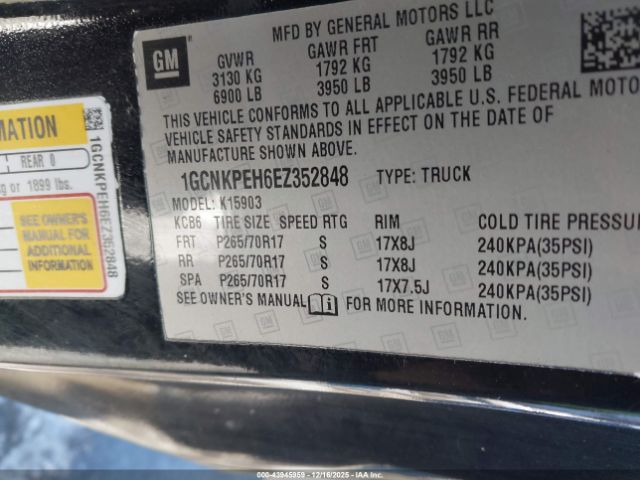 MFD BY GENERAL MOTORS LLC
GM
GVWR GAWR FRT GAWR RR
3130 KG 1792 KG 1792 KG
6900 LB 3950 LB 3950 LB
THIS VEHICLE CONFORMS TO ALL APPLICABLE U.S. FEDERAL MOTO
VEHICLE SAFETY STANDARDS IN EFFECT ON THE DATE OF
MANUFACTURE SHOWN ABOVE.
1GCNKPEH6EZ352848 TYPE: TRUCK
MODEL: K15903
KCB6 TIRE SIZE SPEED RTG RIM COLD TIRE PRESSUR
FRT P265/70R17 S 17X8J 240KPA(35PSI)
RR P265/70R17 S 17X8J 240KPA(35PSI)
SPA P265/70R17 S 17X7.5J 240KPA(35PSI)
SEE OWNER'S MANUAL i FOR MORE INFORMATION.
MATION
REAR 0
g or 1899 lbs.
SEE OWNER'S
MANUAL FOR
ADDITIONAL
INFORMATION
1GCNKPEH6EZ352848
IAA Stock: 000-43945959 | 12/16/2025 | IAA Inc.